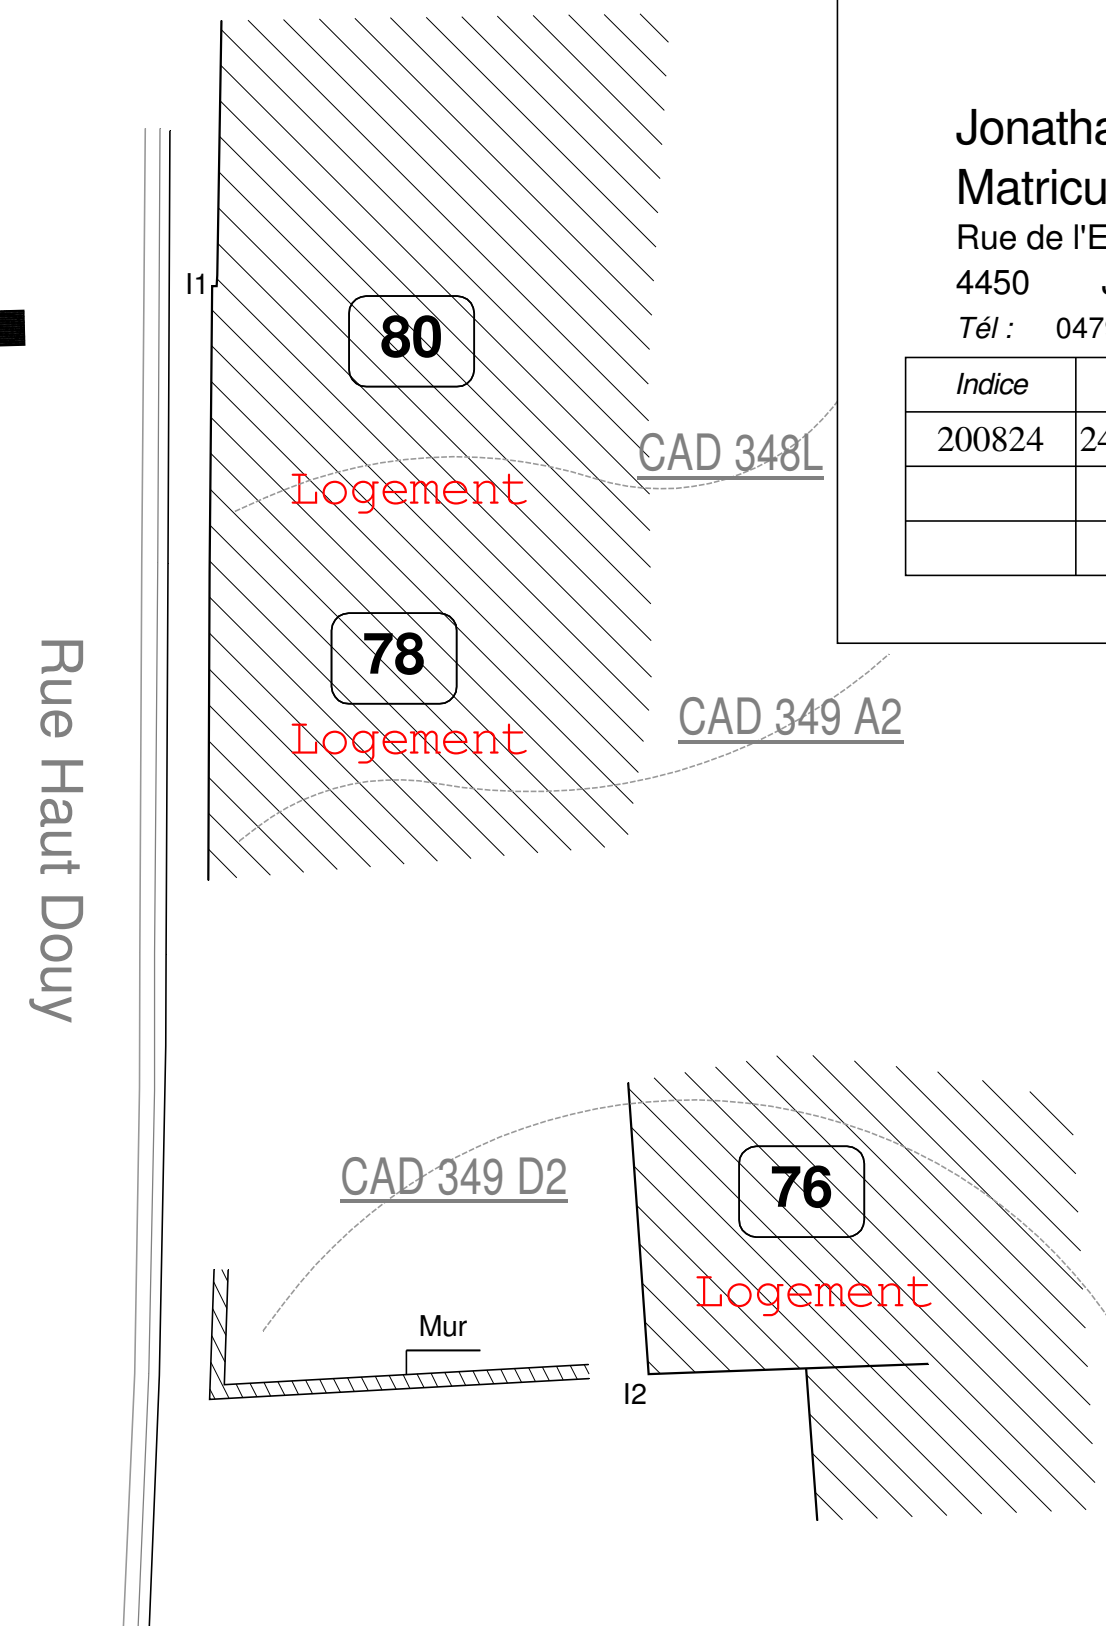 Jonatha
Matricu
Rue de l'E
4450
Tél : 047
Indice
200824 24
I1
80
CAD 348L
Logement
78
CAD 349 A2
Logement
Rue Haut Douy
CAD 349 D2
76
Logement
Mur
I2